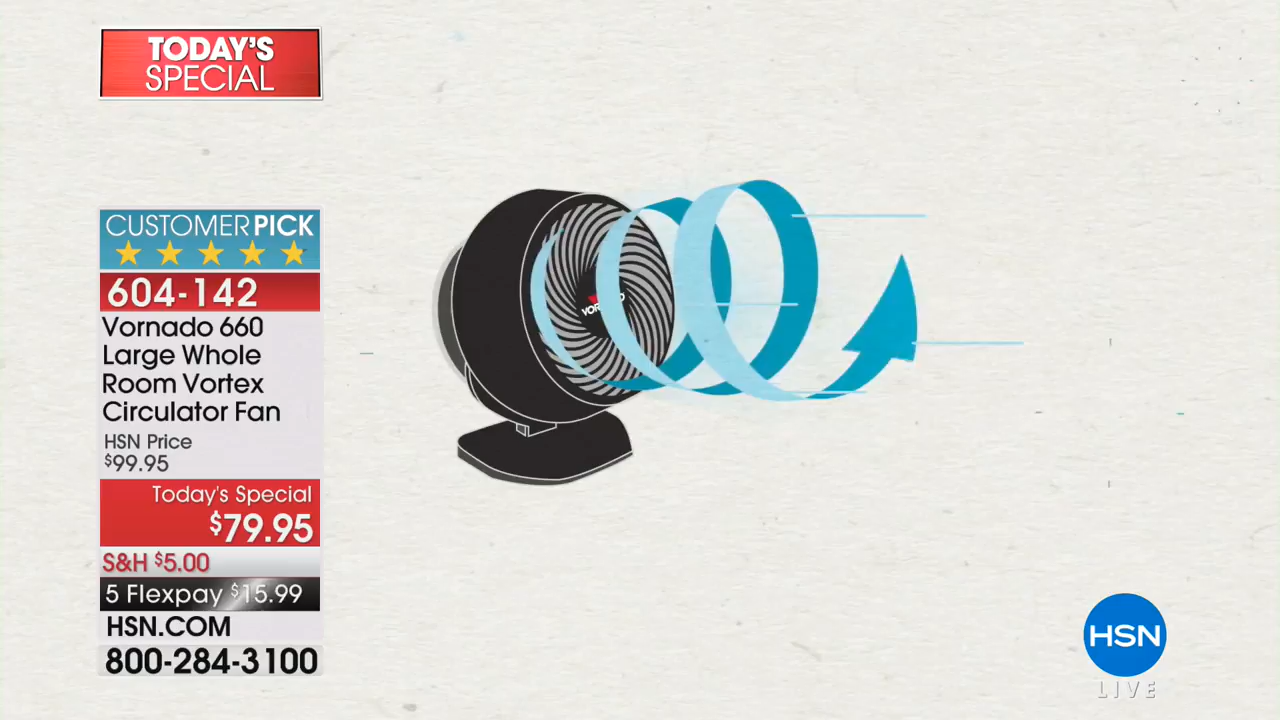 TODAY'S
SPECIAL
CUSTOMER PICK
604-142
Vornado 660
Large Whole
Room Vortex
Circulator Fan
HSN Price
$99.95
Today's Special
$79.95
S&H $5.00
5 Flexpay $15.99
HSN.COM
800-284-3100
HSN
LIVE